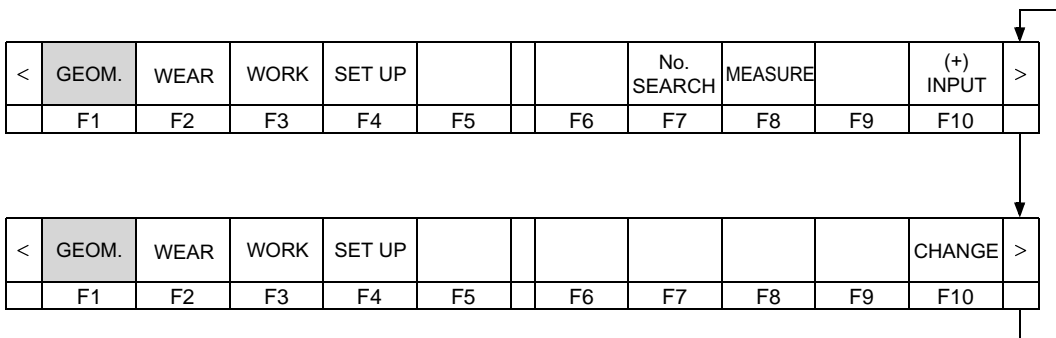 < GEOM. WEAR WORK SET UP No. SEARCH MEASURE (+) INPUT >
F1 F2 F3 F4 F5 F6 F7 F8 F9 F10
< GEOM. WEAR WORK SET UP CHANGE >
F1 F2 F3 F4 F5 F6 F7 F8 F9 F10